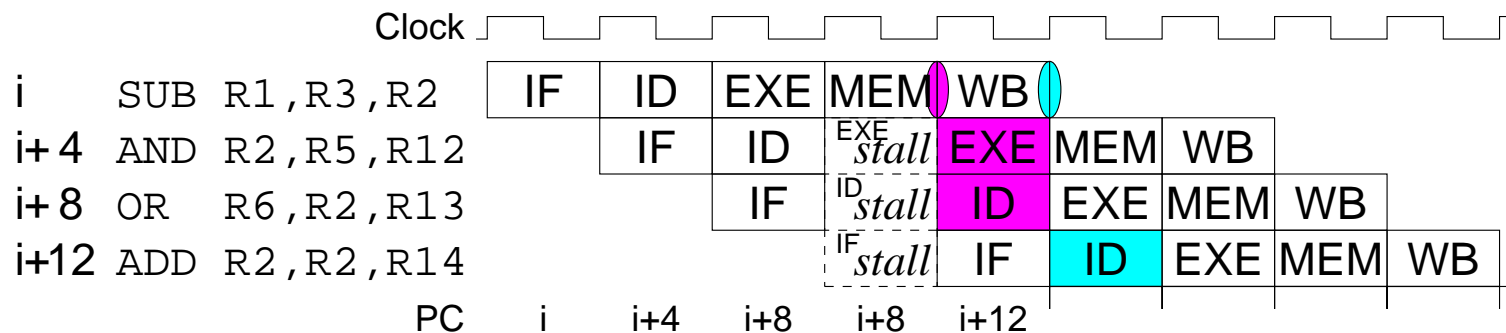 Clock
i SUB R1,R3,R2 IF ID EXE MEM WB
i+4 AND R2,R5,R12 IF ID EXE stall EXE MEM WB
i+8 OR R6,R2,R13 IF ID stall ID EXE MEM WB
i+12 ADD R2,R2,R14 IF stall IF ID EXE MEM WB
PC i i+4 i+8 i+8 i+12